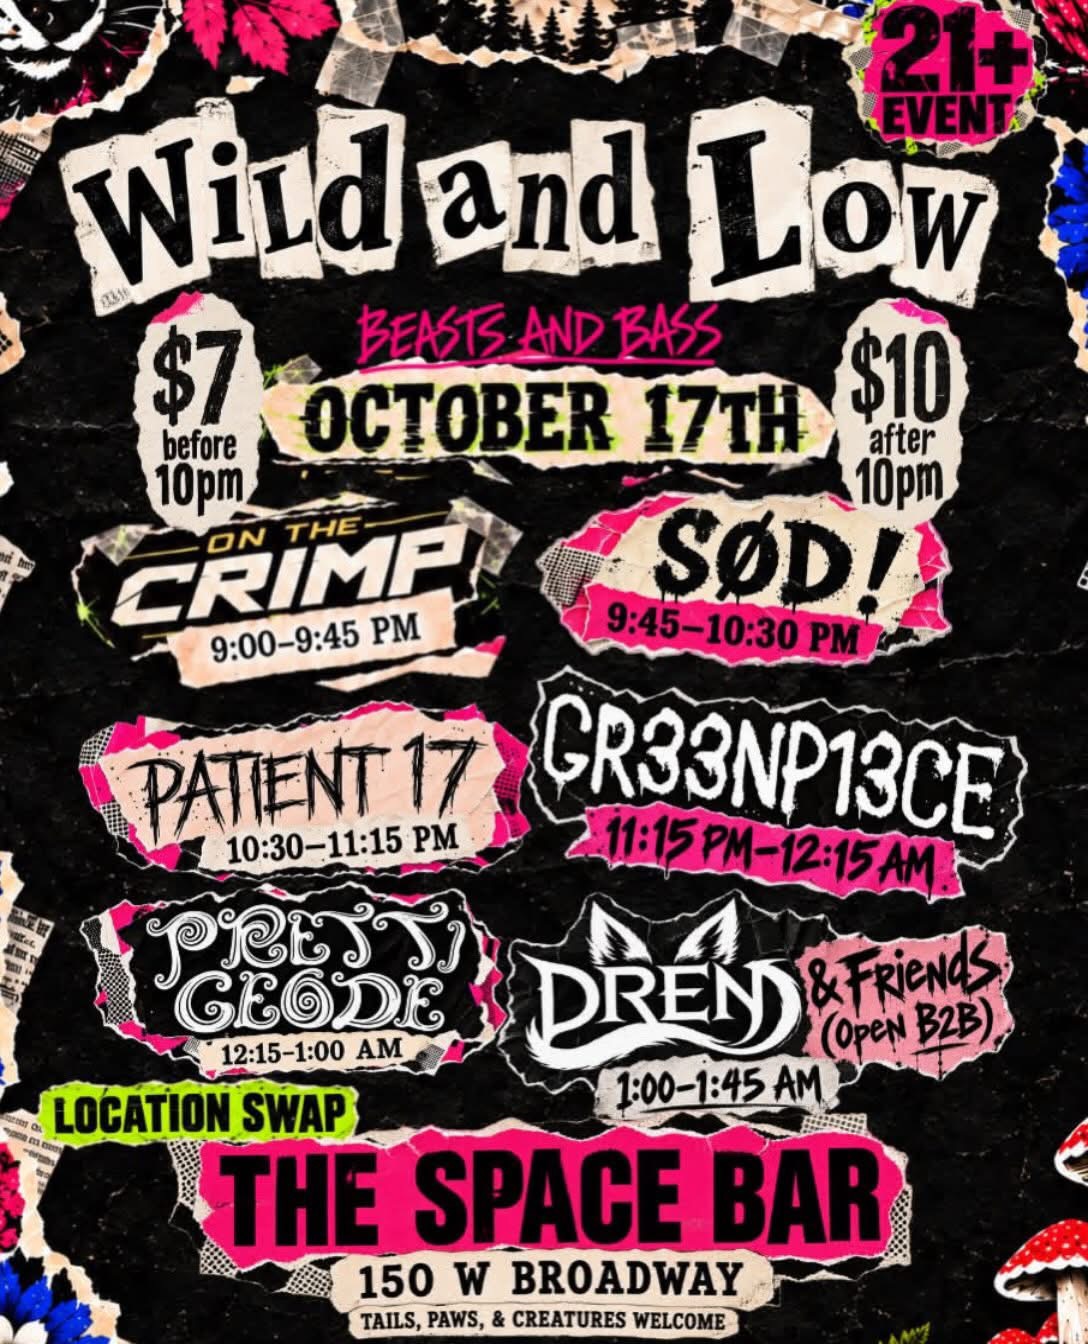 21+
EVENT
Wild and Low
BEASTS AND BASS
$7
before
10pm
OCTOBER 17TH
$10
after
10pm
ON THE
CRIMP
9:00–9:45 PM
SØD!
9:45–10:30 PM
PATIENT 17
10:30–11:15 PM
GR33NP13CE
11:15 PM–12:15 AM
PRETTI
GEODE
12:15-1:00 AM
DREND
& FRiENdS
(OPEN B2B)
1:00–1:45 AM
LOCATION SWAP
THE SPACE BAR
150 W BROADWAY
TAILS, PAWS, & CREATURES WELCOME